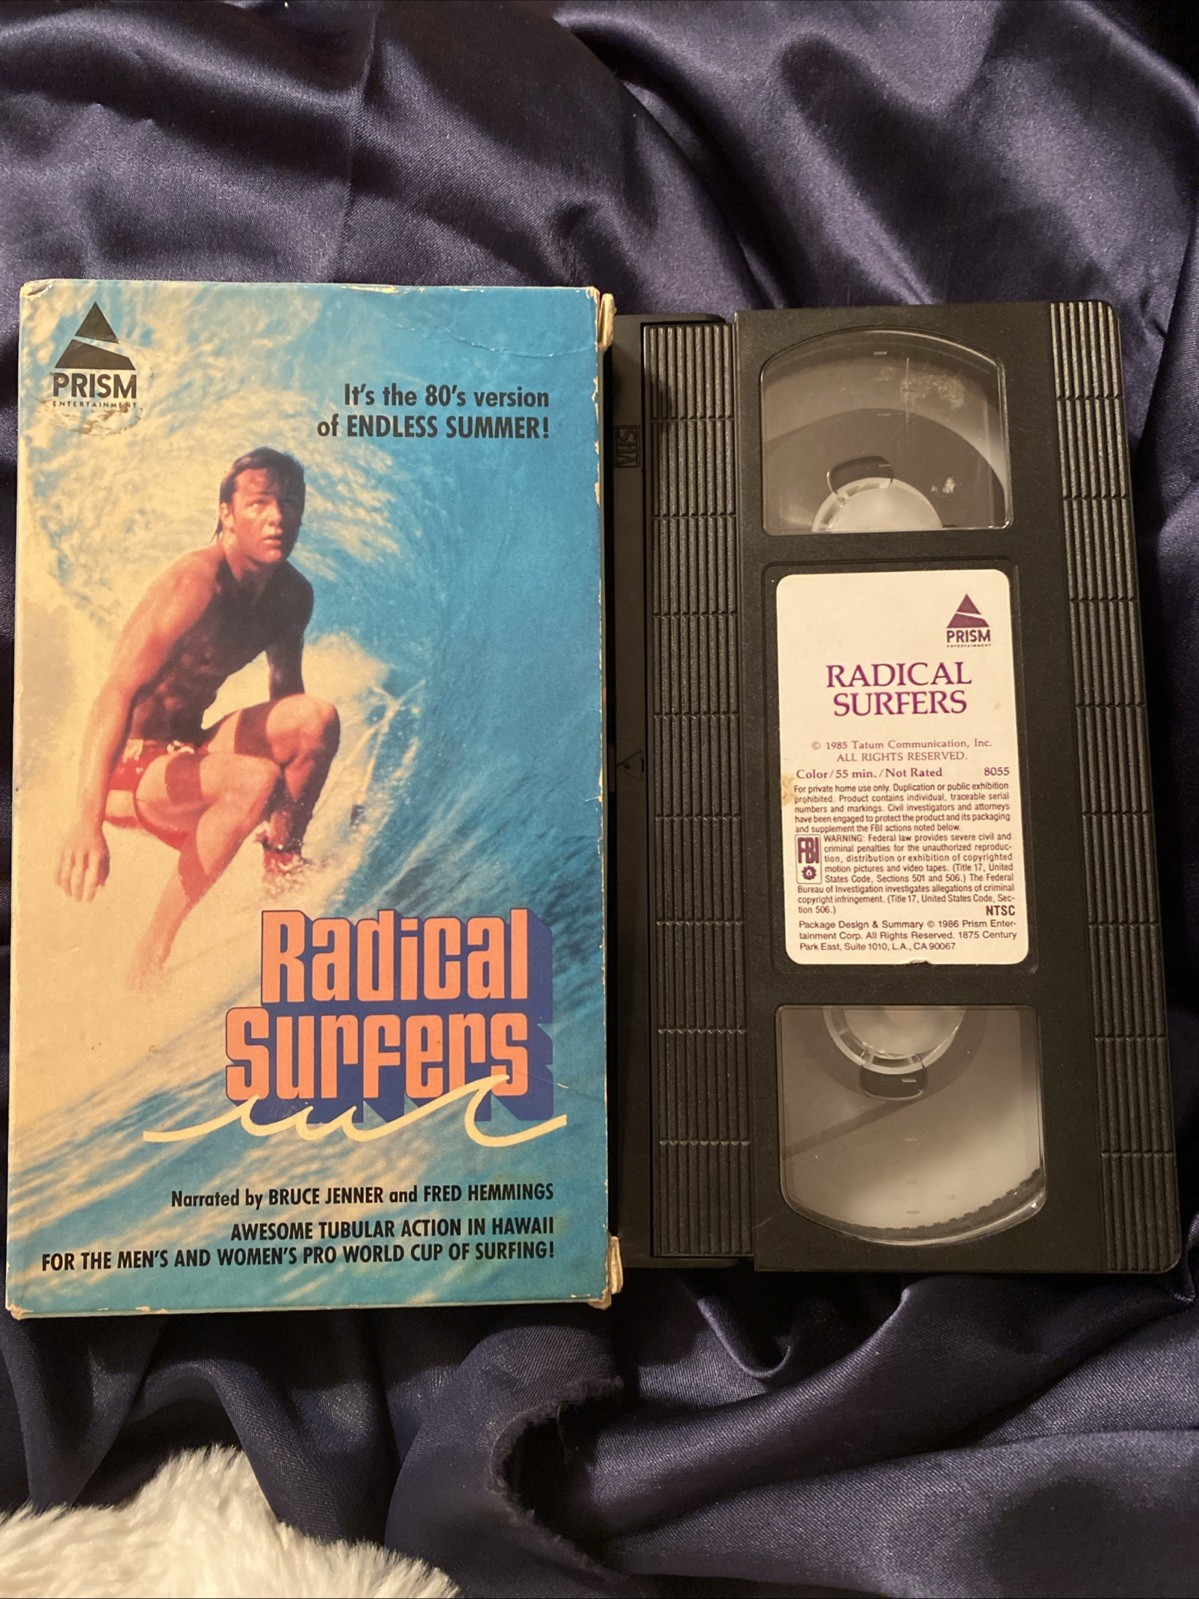 PRISM
ENTERTAINMENT
It's the 80's version
of ENDLESS SUMMER!
Radical
Surfers
Narrated by BRUCE JENNER and FRED HEMMINGS
AWESOME TUBULAR ACTION IN HAWAII
FOR THE MEN'S AND WOMEN'S PRO WORLD CUP OF SURFING!
VHS
PRISM
ENTERTAINMENT
RADICAL
SURFERS
© 1985 Tatum Communication, Inc.
ALL RIGHTS RESERVED.
Color/55 min./Not Rated 8055
For private home use only. Duplication or public exhibition
prohibited. Product contains individual, traceable serial
numbers and markings. Civil investigators and attorneys
have been engaged to protect the product and its packaging
and supplement the FBI actions noted below.
FBI
WARNING: Federal law provides severe civil and
criminal penalties for the unauthorized reproduc-
tion, distribution or exhibition of copyrighted
motion pictures and video tapes. (Title 17, United
States Code, Sections 501 and 506.) The Federal
Bureau of Investigation investigates allegations of criminal
copyright infringement. (Title 17, United States Code, Sec-
tion 506.) NTSC
Package Design & Summary © 1986 Prism Enter-
tainment Corp. All Rights Reserved. 1875 Century
Park East, Suite 1010, L.A., CA 90067